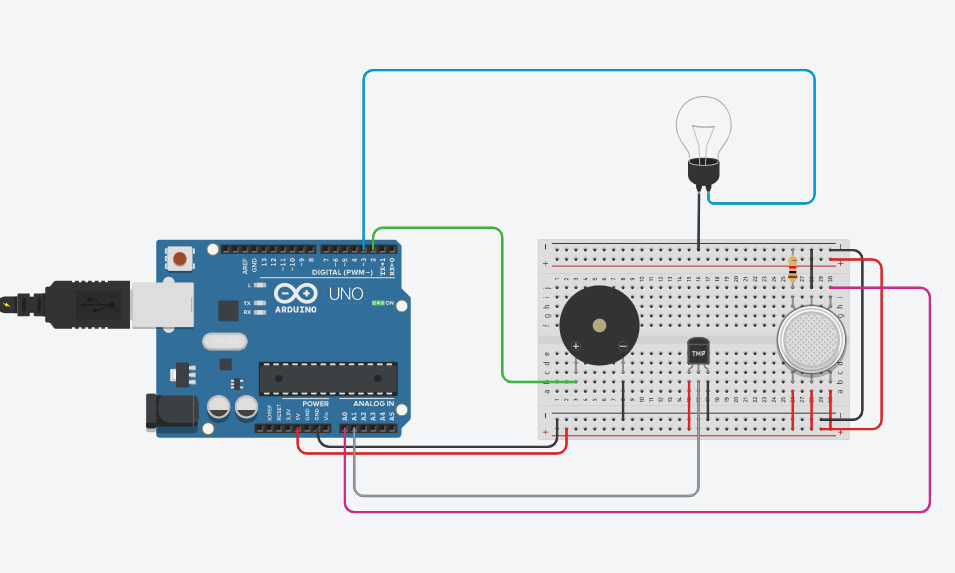 AREF
GND
13
12
~11
~10
~9
8
7
~6
~5
4
~3
2
TX→1
RX←0
DIGITAL (PWM~)
L
TX
RX
UNO
ARDUINO
ON
POWER
ANALOG IN
IOREF
RESET
3.3V
5V
GND
GND
Vin
A0
A1
A2
A3
A4
A5
TMP